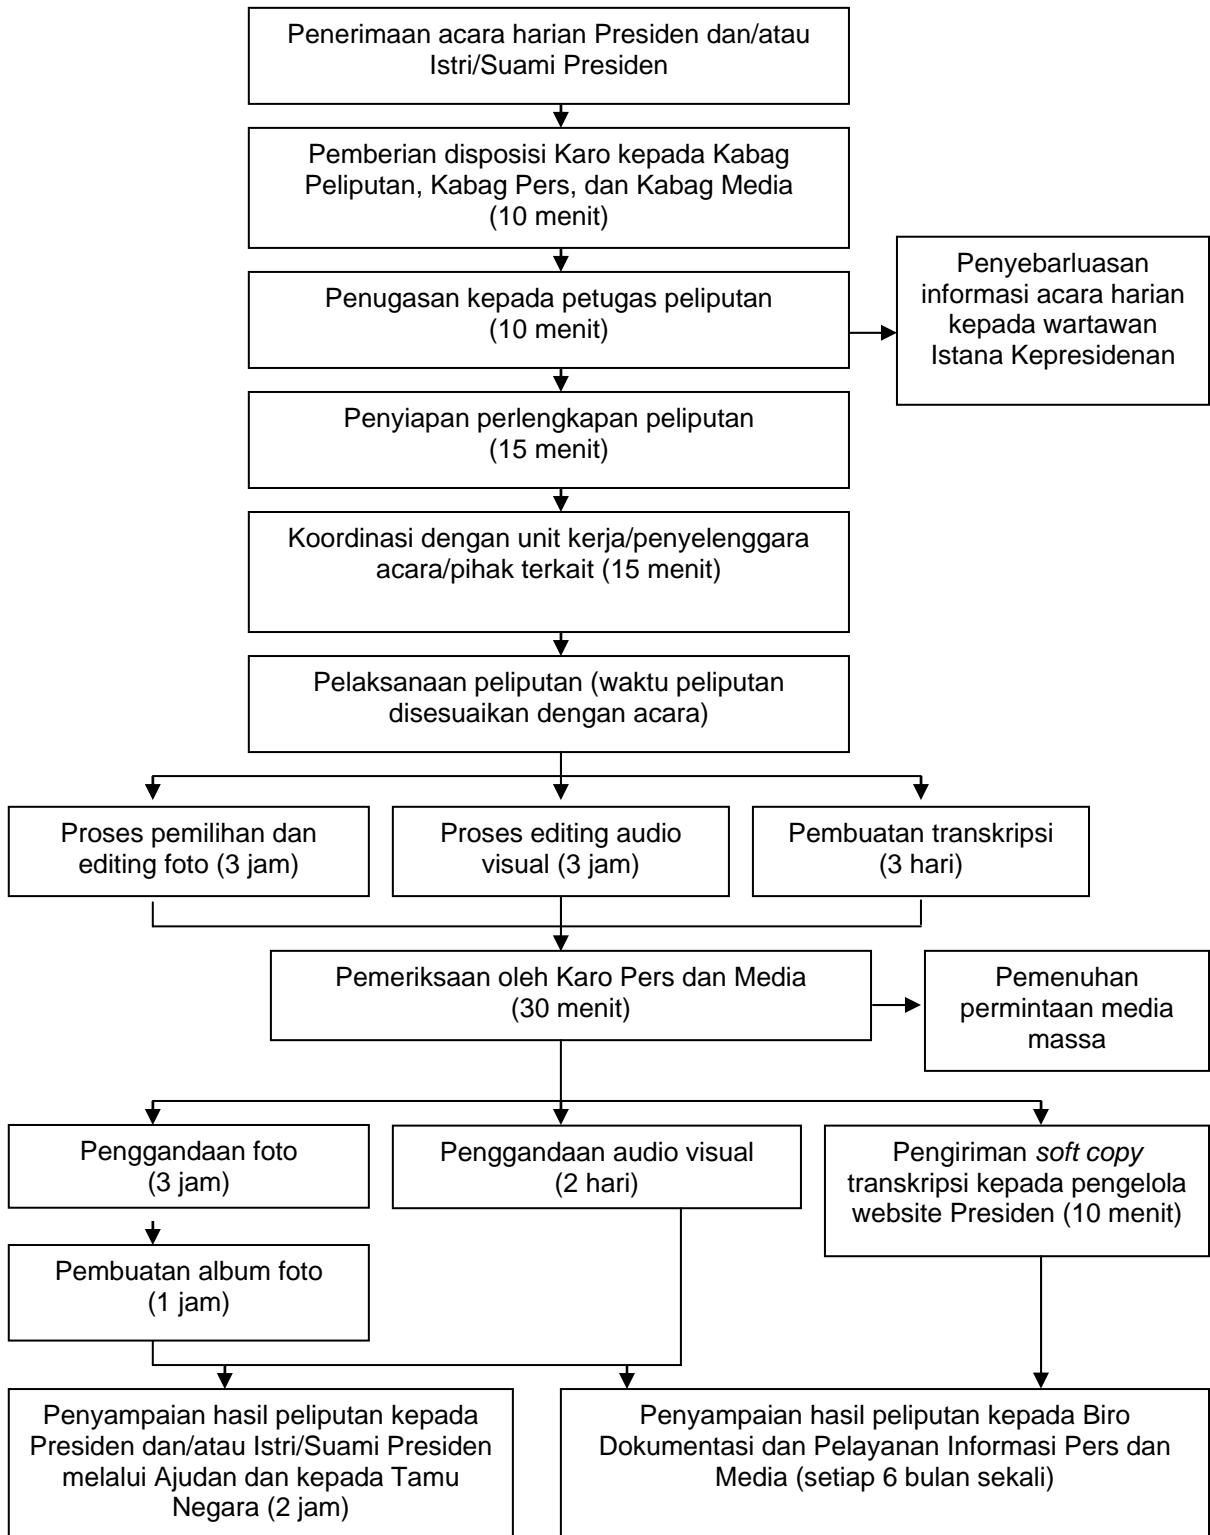 Penerimaan acara harian Presiden dan/atau
Istri/Suami Presiden
Pemberian disposisi Karo kepada Kabag
Peliputan, Kabag Pers, dan Kabag Media
(10 menit)
Penugasan kepada petugas peliputan
(10 menit)
Penyebarluasan
informasi acara harian
kepada wartawan
Istana Kepresidenan
Penyiapan perlengkapan peliputan
(15 menit)
Koordinasi dengan unit kerja/penyelenggara
acara/pihak terkait (15 menit)
Pelaksanaan peliputan (waktu peliputan
disesuaikan dengan acara)
Proses pemilihan dan
editing foto (3 jam)
Proses editing audio
visual (3 jam)
Pembuatan transkripsi
(3 hari)
Pemeriksaan oleh Karo Pers dan Media
(30 menit)
Pemenuhan
permintaan media
massa
Penggandaan foto
(3 jam)
Penggandaan audio visual
(2 hari)
Pengiriman soft copy
transkripsi kepada pengelola
website Presiden (10 menit)
Pembuatan album foto
(1 jam)
Penyampaian hasil peliputan kepada
Presiden dan/atau Istri/Suami Presiden
melalui Ajudan dan kepada Tamu
Negara (2 jam)
Penyampaian hasil peliputan kepada Biro
Dokumentasi dan Pelayanan Informasi Pers dan
Media (setiap 6 bulan sekali)